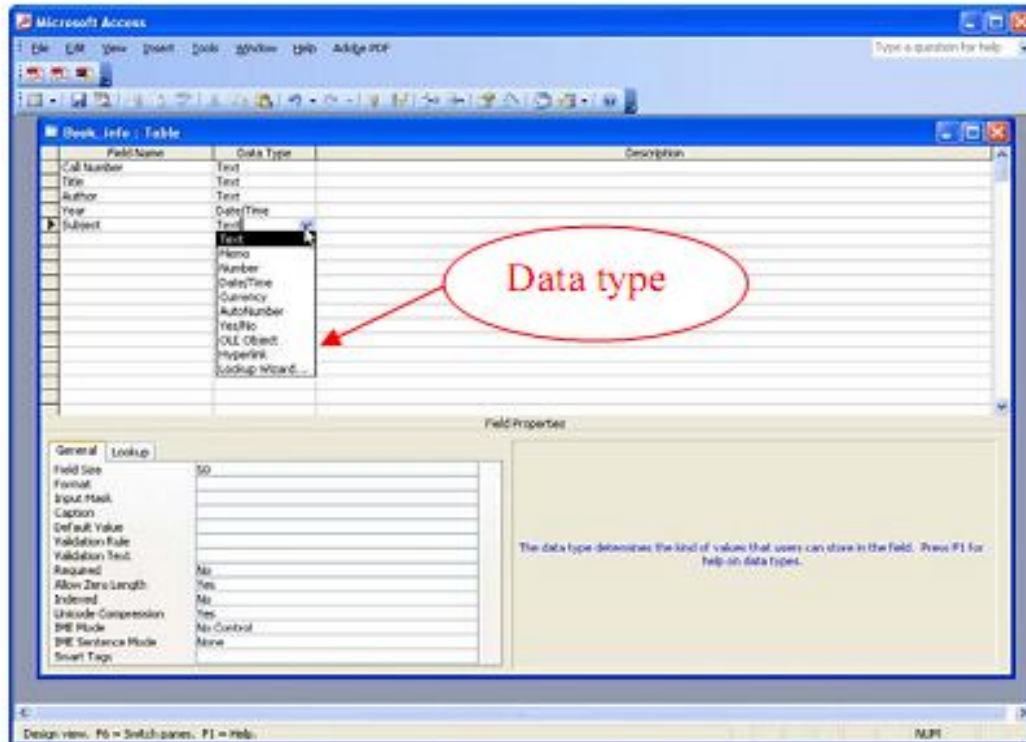 Microsoft Access
File Edit View Insert Tools Window Help Adobe PDF
Type a question for help
Book_info : Table
Field Name Data Type Description
Call Number Text
Title Text
Author Text
Year Date/Time
Subject Text
Text
Memo
Number
Date/Time
Currency
AutoNumber
Yes/No
OLE Object
Hyperlink
Lookup Wizard...
Data type
Field Properties
General Lookup
Field Size 50
Format
Input Mask
Caption
Default Value
Validation Rule
Validation Text
Required No
Allow Zero Length Yes
Indexed No
Unicode Compression Yes
IME Mode No Control
IME Sentence Mode None
Smart Tags
The data type determines the kind of values that users can store in the field. Press F1 for
help on data types.
Design view. F6 = Switch panes. F1 = Help. NUM